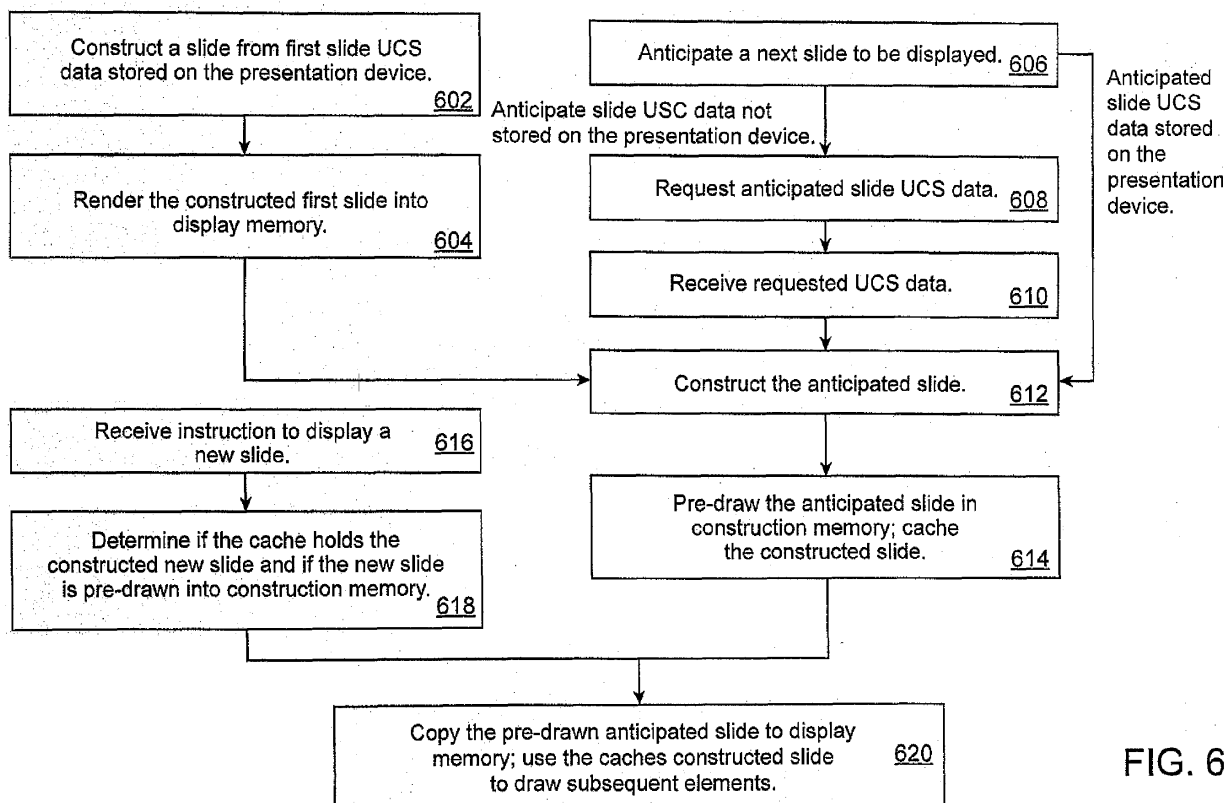 Construct a slide from first slide UCS
data stored on the presentation device.
602
Render the constructed first slide into
display memory.
604
Anticipate a next slide to be displayed.
606
Anticipate slide USC data not
stored on the presentation device.
Anticipated
slide UCS
data stored
on the
presentation
device.
Request anticipated slide UCS data.
608
Receive requested UCS data.
610
Construct the anticipated slide.
612
Pre-draw the anticipated slide in
construction memory; cache
the constructed slide.
614
Receive instruction to display a
new slide.
616
Determine if the cache holds the
constructed new slide and if the new slide
is pre-drawn into construction memory.
618
Copy the pre-drawn anticipated slide to display
memory; use the caches constructed slide
to draw subsequent elements.
620
FIG. 6